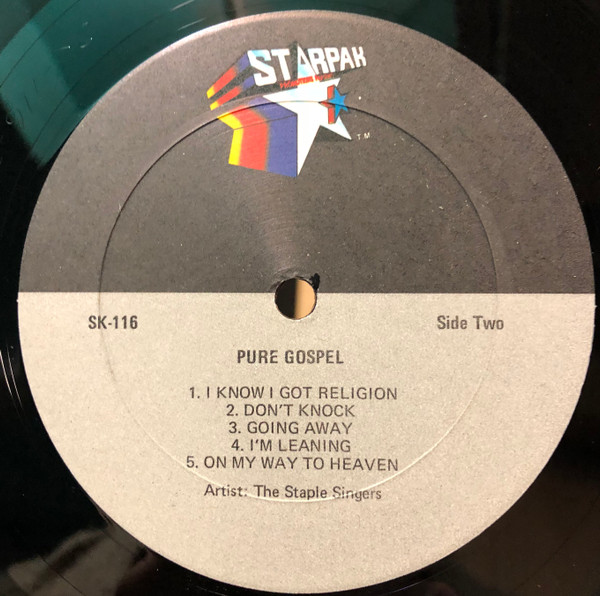 STARPAK
TM
SK-116
Side Two
PURE GOSPEL
1. I KNOW I GOT RELIGION
2. DON'T KNOCK
3. GOING AWAY
4. I'M LEANING
5. ON MY WAY TO HEAVEN
Artist: The Staple Singers